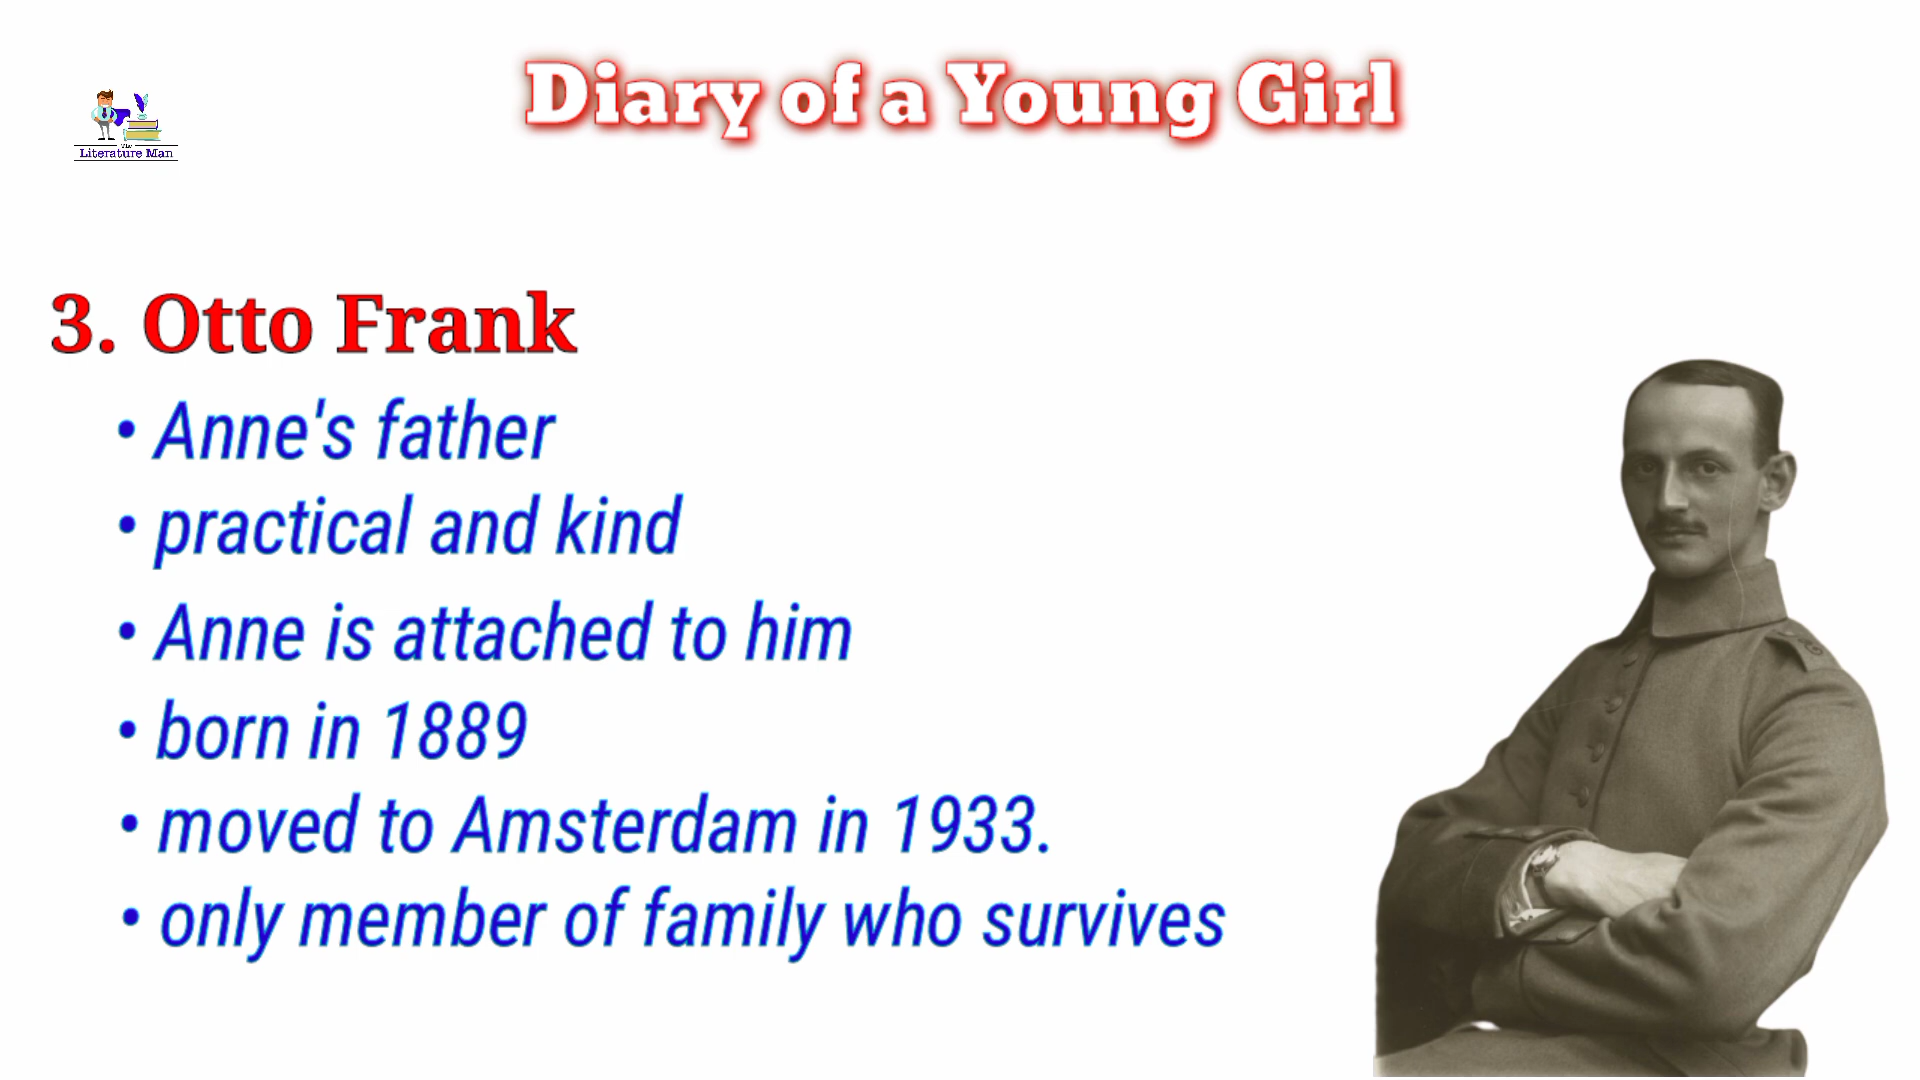 Diary of a Young Girl
The
Literature Man
3. Otto Frank
• Anne's father
• practical and kind
• Anne is attached to him
• born in 1889
• moved to Amsterdam in 1933.
• only member of family who survives